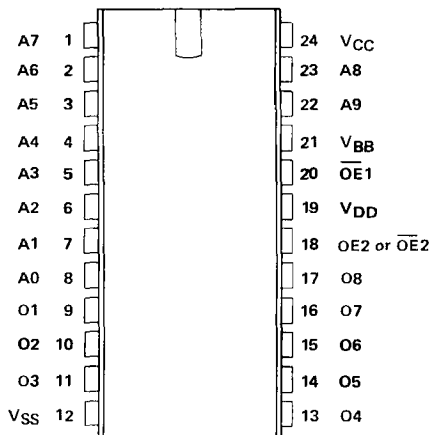 A7 1 24 VCC
A6 2 23 A8
A5 3 22 A9
A4 4 21 VBB
A3 5 20 O̅E̅1
A2 6 19 VDD
A1 7 18 OE2 or O̅E̅2
A0 8 17 O8
O1 9 16 O7
O2 10 15 O6
O3 11 14 O5
VSS 12 13 O4